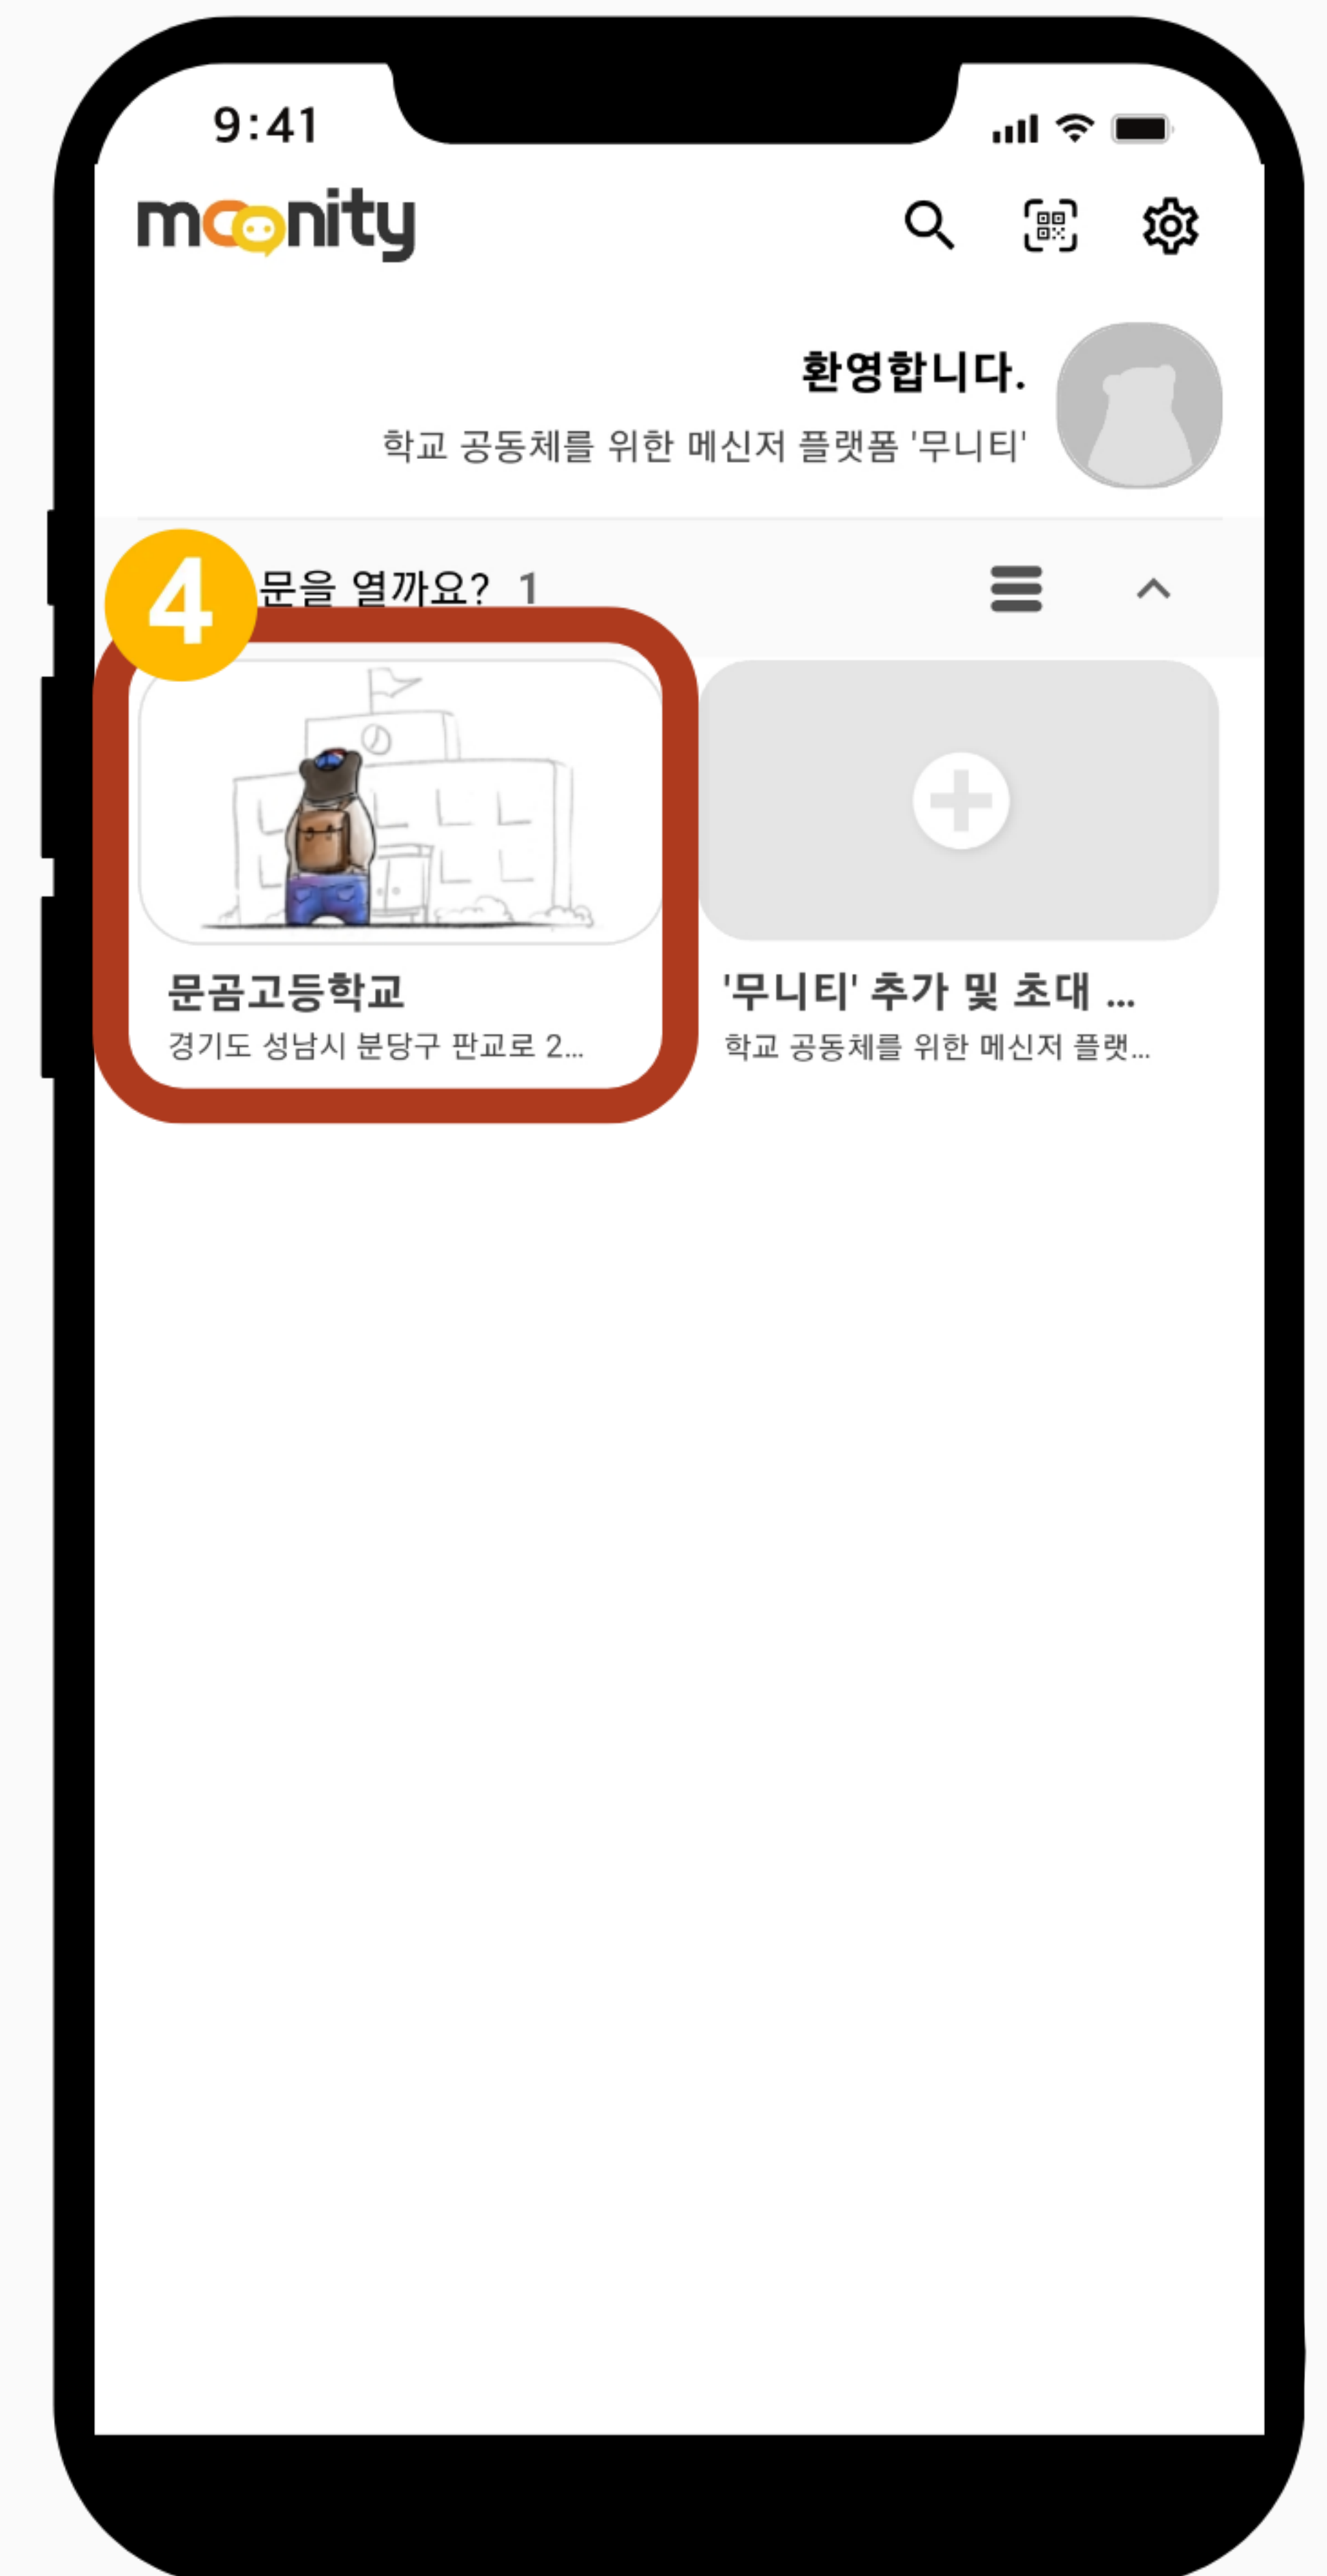 9:41
moonity
환영합니다.
학교 공동체를 위한 메신저 플랫폼 '무니티'
4
문을 열까요? 1
문곰고등학교
경기도 성남시 분당구 판교로 2...
'무니티' 추가 및 초대 ...
학교 공동체를 위한 메신저 플랫...